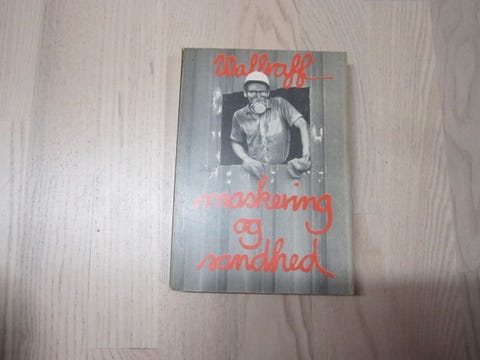 Wallraff
maskering
og
sandhed